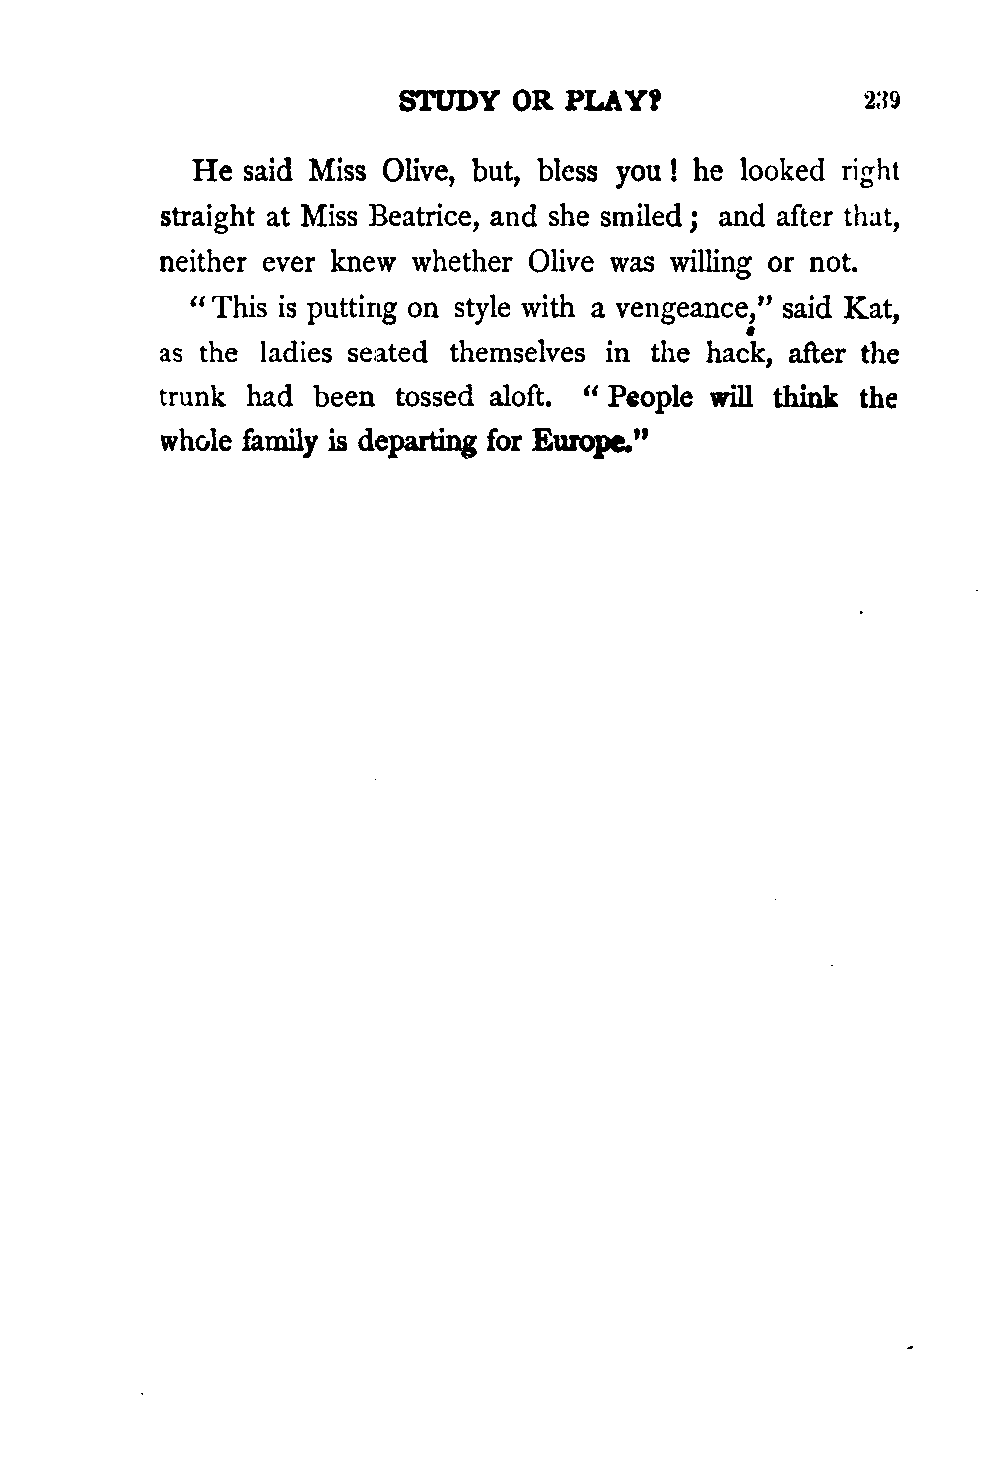 STUDY OR PLAY? 239
He said Miss Olive, but, bless you! he looked right
straight at Miss Beatrice, and she smiled; and after that,
neither ever knew whether Olive was willing or not.
"This is putting on style with a vengeance," said Kat,
as the ladies seated themselves in the hack, after the
trunk had been tossed aloft. "People will think the
whole family is departing for Europe."